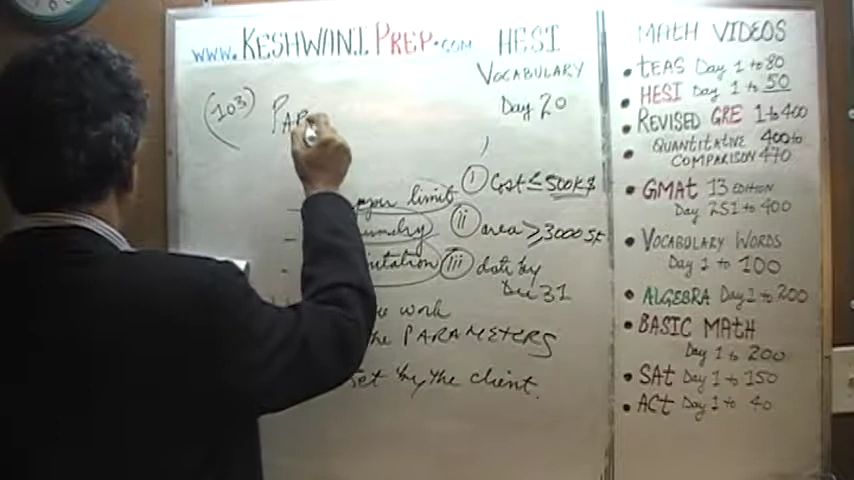 www.KESHWANI PREP.com
HESI
VOCABULARY
Day 20
(103) PAR
limit
(i) Cost ≤ 500K $
(ii) area ≥ 3000 sf
(iii) date by
Dec 31
work
the PARAMETERS
set by the client.
MATH VIDEOS
• TEAS Day 1 to 80
• HESI Day 1 to 50
• REVISED GRE 1 to 400
• QUANTITATIVE 400 to
COMPARISON 470
• GMAT 13 EDITION
Day 251 to 400
• VOCABULARY WORDS
Day 1 to 100
• ALGEBRA Day 1 to 200
• BASIC MATH
Day 1 to 200
• SAT Day 1 to 150
• ACT Day 1 to 40